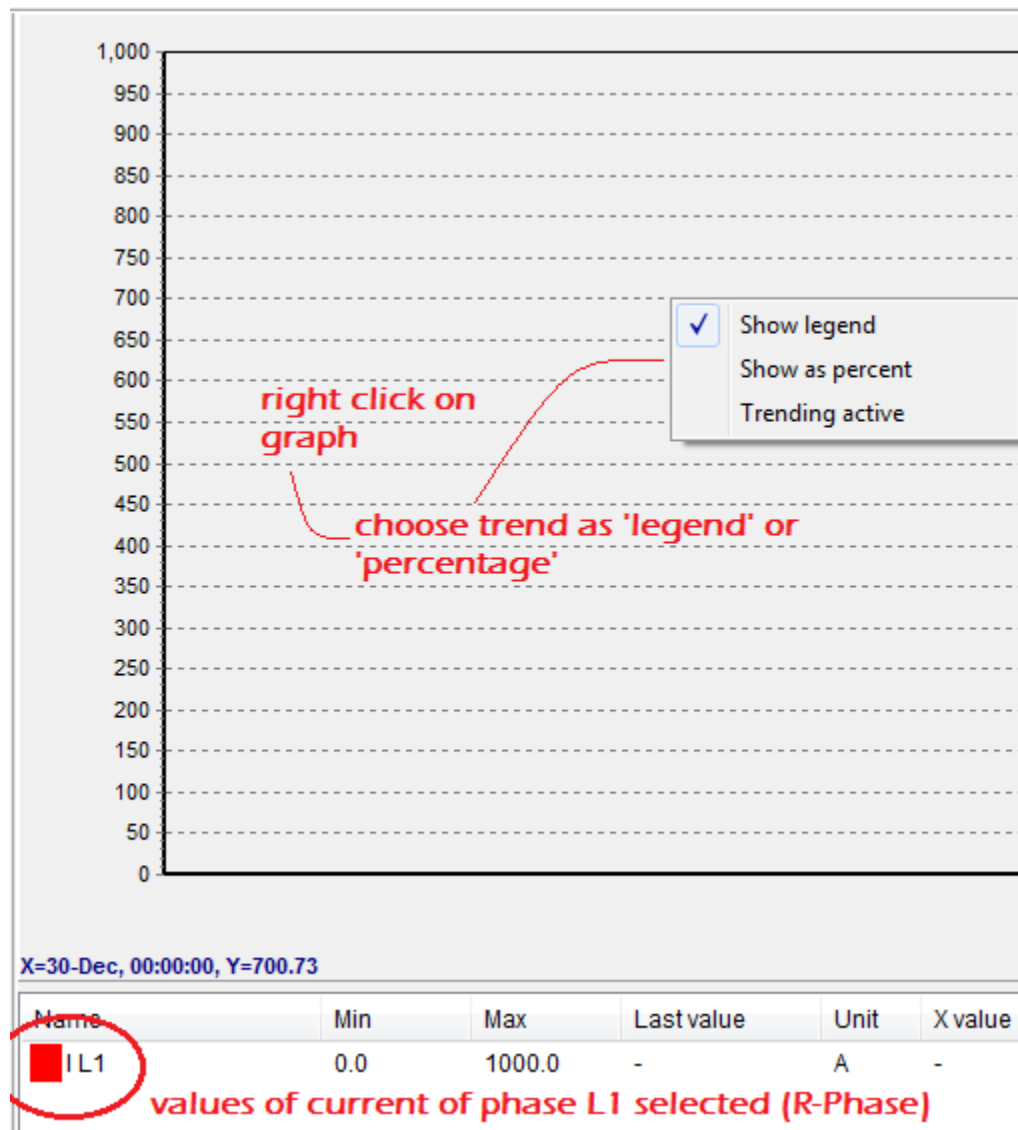 1,000
950
900
850
800
750
700
650
600
550
500
450
400
350
300
250
200
150
100
50
0
Show legend
Show as percent
Trending active
right click on
graph
choose trend as 'legend' or
'percentage'
X=30-Dec, 00:00:00, Y=700.73
Name Min Max Last value Unit X value
I L1 0.0 1000.0 - A -
values of current of phase L1 selected (R-Phase)